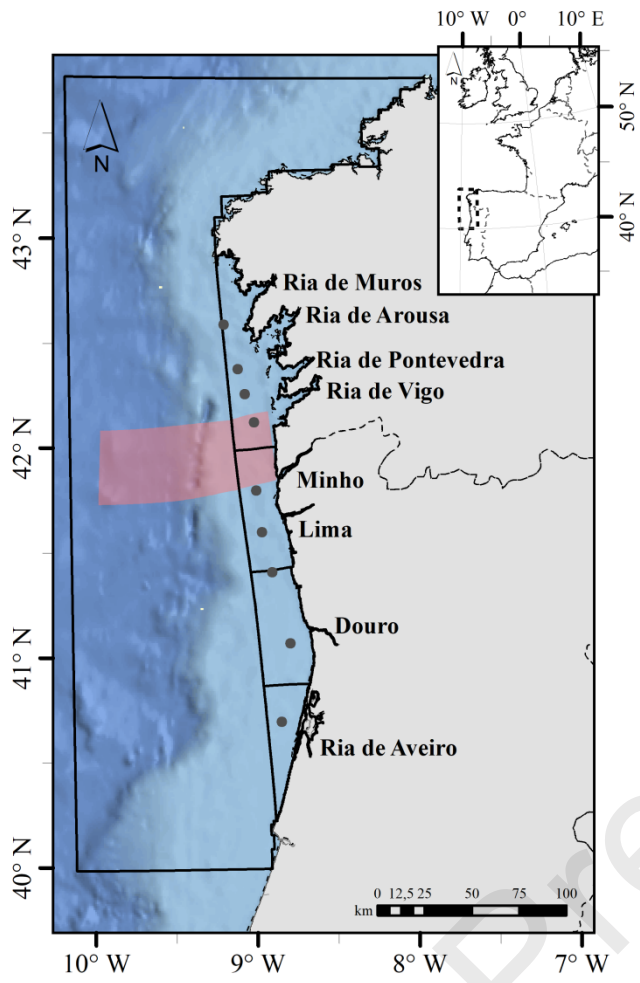 10° W 0° 10° E
N
50° N
40° N
N
43° N
42° N
41° N
40° N
Ria de Muros
Ria de Arousa
Ria de Pontevedra
Ria de Vigo
Minho
Lima
Douro
Ria de Aveiro
0 12,5 25 50 75 100
km
10° W 9° W 8° W 7° W